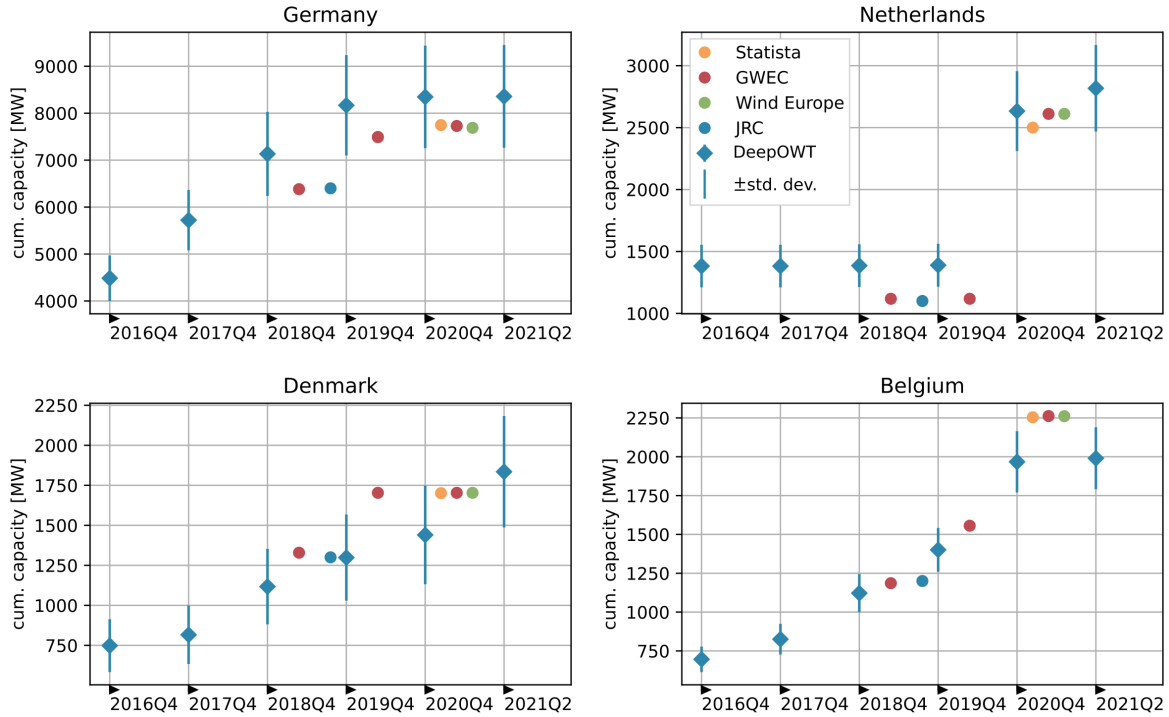 Germany
cum. capacity [MW]
9000
8000
7000
6000
5000
4000
2016Q4 2017Q4 2018Q4 2019Q4 2020Q4 2021Q2
Netherlands
cum. capacity [MW]
3000
2500
2000
1500
1000
Statista
GWEC
Wind Europe
JRC
DeepOWT
±std. dev.
2016Q4 2017Q4 2018Q4 2019Q4 2020Q4 2021Q2
Denmark
cum. capacity [MW]
2250
2000
1750
1500
1250
1000
750
2016Q4 2017Q4 2018Q4 2019Q4 2020Q4 2021Q2
Belgium
cum. capacity [MW]
2250
2000
1750
1500
1250
1000
750
2016Q4 2017Q4 2018Q4 2019Q4 2020Q4 2021Q2